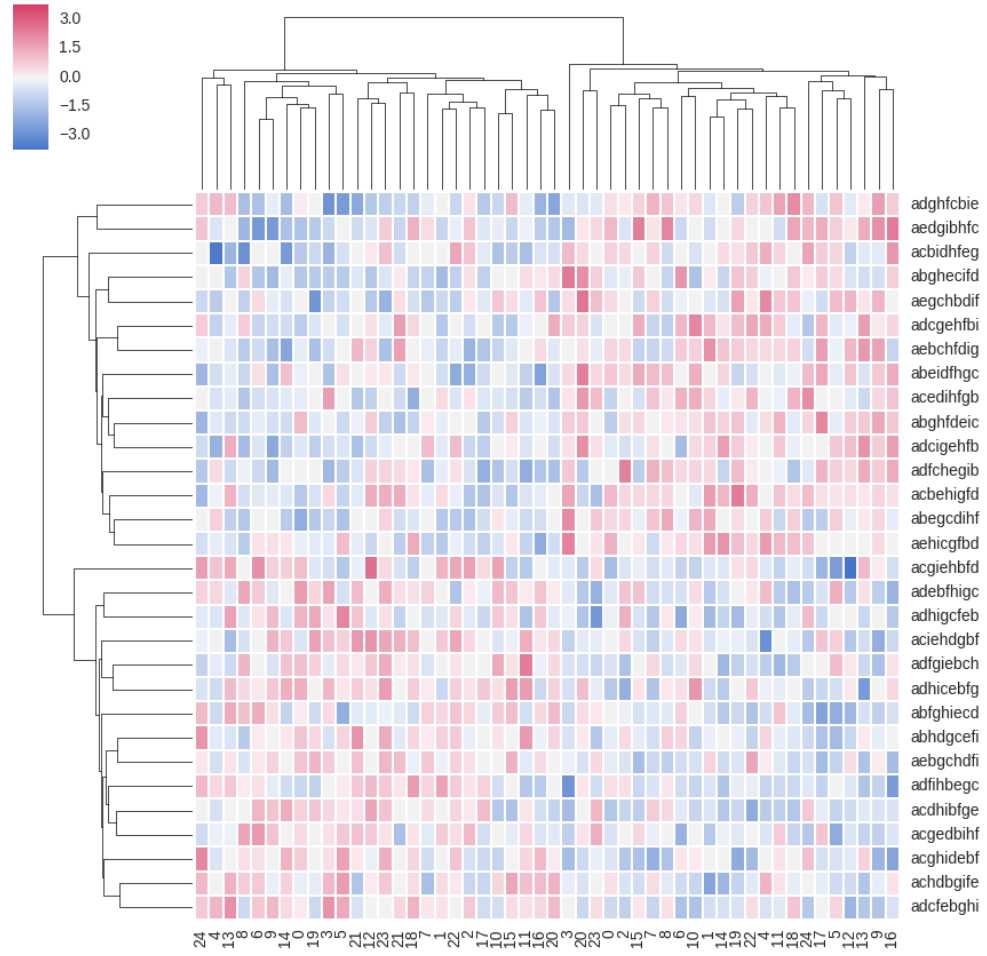 3.0
1.5
0.0
−1.5
−3.0
adghfcbie
aedgibhfc
acbidhfeg
abghecifd
aegchbdif
adcgehfbi
aebchfdig
abeidfhgc
acedihfgb
abghfdeic
adcigehfb
adfchegib
acbehigfd
abegcdihf
aehicgfbd
acgiehbfd
adebfhigc
adhigcfeb
aciehdgbf
adfgiebch
adhicebfg
abfghiecd
abhdgcefi
aebgchdfi
adfihbegc
acdhibfge
acgedbihf
acghidebf
achdbgife
adcfebghi
24 4 13 8 6 9 14 0 19 3 5 21 12 23 21 18 7 1 22 2 17 10 15 11 16 20 3 20 23 0 2 15 7 8 6 10 1 14 19 22 4 11 18 24 17 5 12 13 9 16